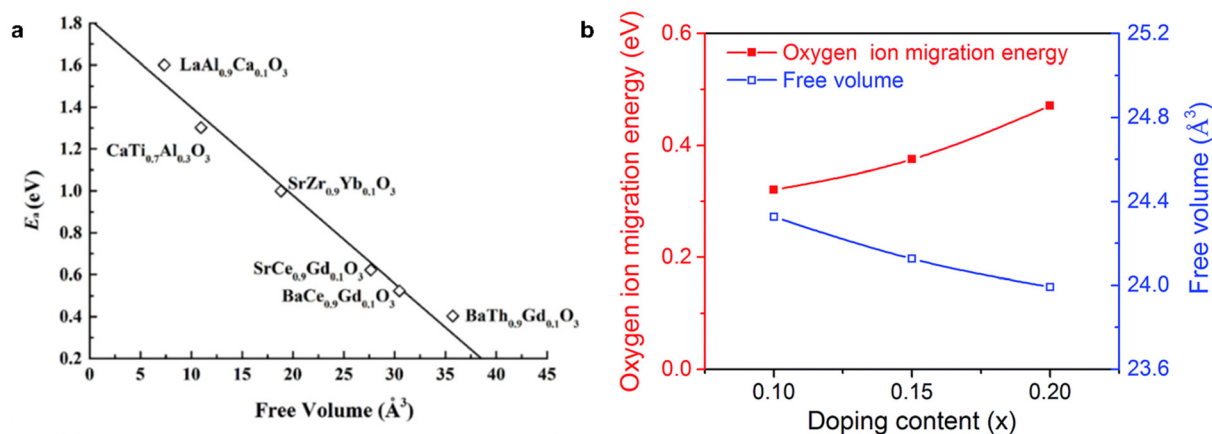 a
1.8
1.6
1.4
1.2
1.0
0.8
0.6
0.4
0.2
Eₐ (eV)
LaAl₀.₉Ca₀.₁O₃
CaTi₀.₇Al₀.₃O₃
SrZr₀.₉Yb₀.₁O₃
SrCe₀.₉Gd₀.₁O₃
BaCe₀.₉Gd₀.₁O₃
BaTh₀.₉Gd₀.₁O₃
0 5 10 15 20 25 30 35 40 45
Free Volume (Å³)
b
Oxygen ion migration energy (eV)
0.6
0.4
0.2
0.0
Oxygen ion migration energy
Free volume
25.2
24.8
24.4
24.0
23.6
Free volume (Å³)
0.10 0.15 0.20
Doping content (x)